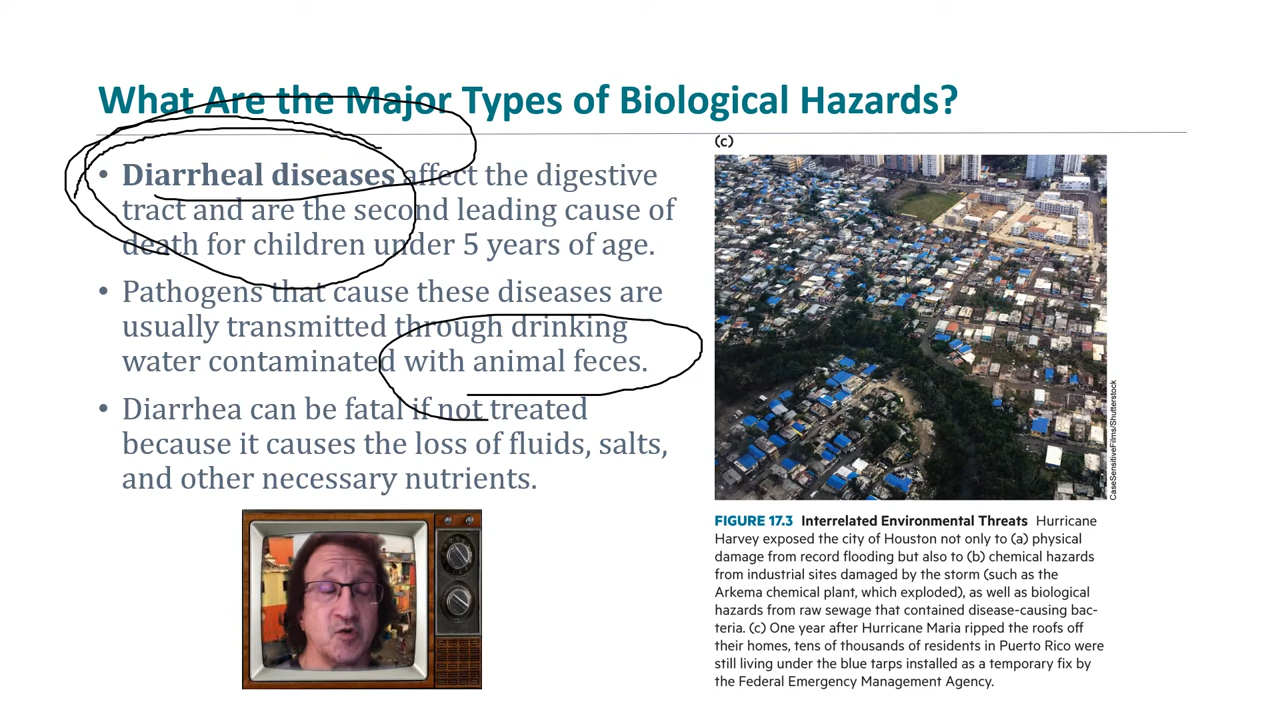 What Are the Major Types of Biological Hazards?
• Diarrheal diseases affect the digestive
tract and are the second leading cause of
death for children under 5 years of age.
• Pathogens that cause these diseases are
usually transmitted through drinking
water contaminated with animal feces.
• Diarrhea can be fatal if not treated
because it causes the loss of fluids, salts,
and other necessary nutrients.
(c)
CaseSensitiveFilms/Shutterstock
FIGURE 17.3 Interrelated Environmental Threats Hurricane
Harvey exposed the city of Houston not only to (a) physical
damage from record flooding but also to (b) chemical hazards
from industrial sites damaged by the storm (such as the
Arkema chemical plant, which exploded), as well as biological
hazards from raw sewage that contained disease-causing bac-
teria. (c) One year after Hurricane Maria ripped the roofs off
their homes, tens of thousands of residents in Puerto Rico were
still living under the blue tarps installed as a temporary fix by
the Federal Emergency Management Agency.